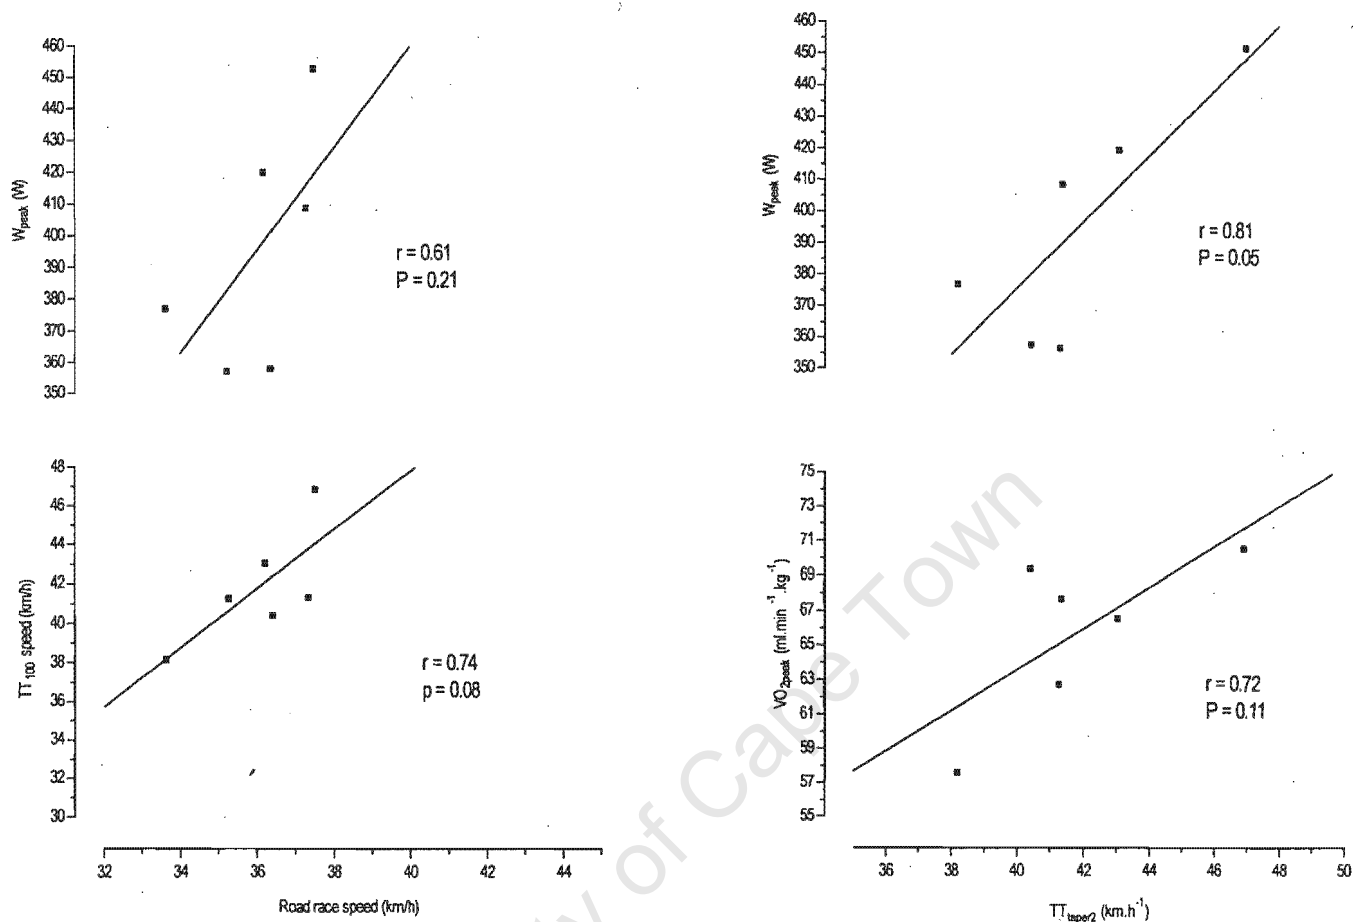 460
450
440
430
420
410
400
390
380
370
360
350
W_peak (W)
r = 0.61
P = 0.21
460
450
440
430
420
410
400
390
380
370
360
350
W_peak (W)
r = 0.81
P = 0.05
48
46
44
42
40
38
36
34
32
30
TT_100 speed (km/h)
r = 0.74
p = 0.08
32 34 36 38 40 42 44
Road race speed (km/h)
75
73
71
69
67
65
63
61
59
57
55
VO_2peak (ml.min⁻¹.kg⁻¹)
r = 0.72
P = 0.11
36 38 40 42 44 46 48 50
TT_taper2 (km.h⁻¹)
y of Cape Town